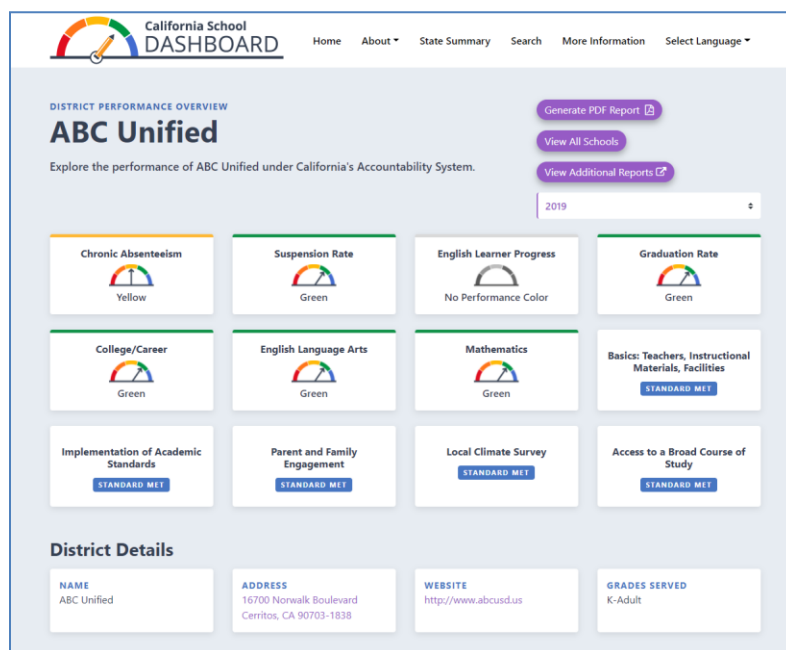 California School
DASHBOARD
Home About State Summary Search More Information Select Language
DISTRICT PERFORMANCE OVERVIEW
ABC Unified
Explore the performance of ABC Unified under California's Accountability System.
Generate PDF Report
View All Schools
View Additional Reports
2019
Chronic Absenteeism
Yellow
Suspension Rate
Green
English Learner Progress
No Performance Color
Graduation Rate
Green
College/Career
Green
English Language Arts
Green
Mathematics
Green
Basics: Teachers, Instructional
Materials, Facilities
STANDARD MET
Implementation of Academic
Standards
STANDARD MET
Parent and Family
Engagement
STANDARD MET
Local Climate Survey
STANDARD MET
Access to a Broad Course of
Study
STANDARD MET
District Details
NAME
ABC Unified
ADDRESS
16700 Norwalk Boulevard
Cerritos, CA 90703-1838
WEBSITE
http://www.abcusd.us
GRADES SERVED
K-Adult